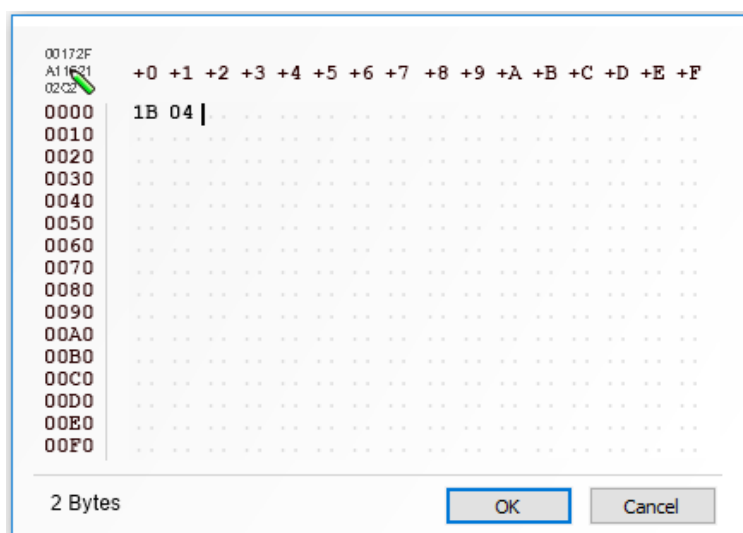 00172F
02C2
+0 +1 +2 +3 +4 +5 +6 +7 +8 +9 +A +B +C +D +E +F
0000 1B 04
0010
0020
0030
0040
0050
0060
0070
0080
0090
00A0
00B0
00C0
00D0
00E0
00F0
2 Bytes OK Cancel